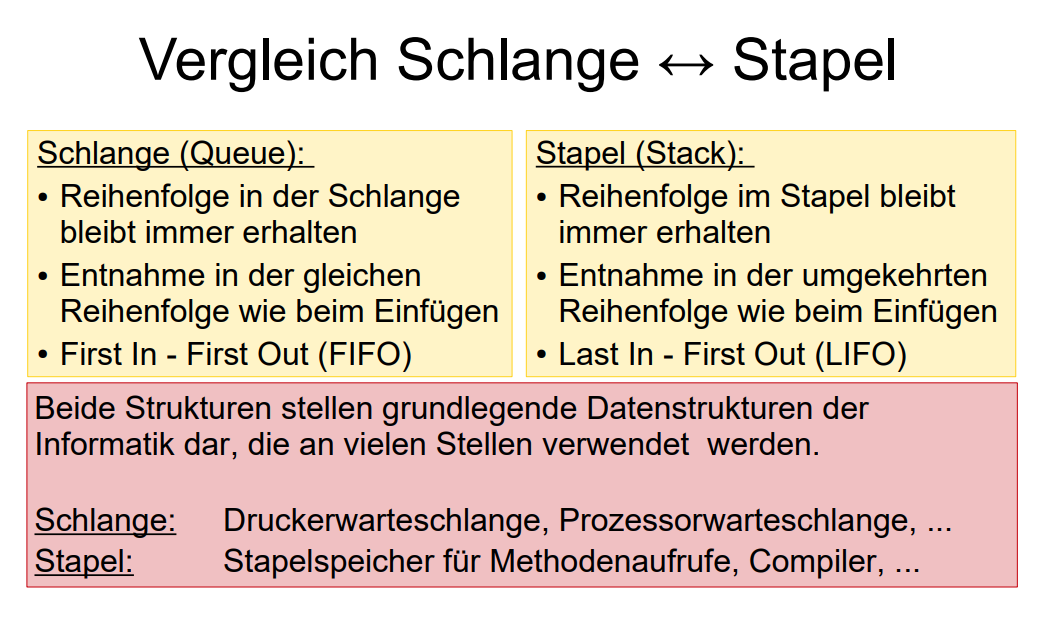 Vergleich Schlange ↔ Stapel
Schlange (Queue):
• Reihenfolge in der Schlange
bleibt immer erhalten
• Entnahme in der gleichen
Reihenfolge wie beim Einfügen
• First In - First Out (FIFO)
Stapel (Stack):
• Reihenfolge im Stapel bleibt
immer erhalten
• Entnahme in der umgekehrten
Reihenfolge wie beim Einfügen
• Last In - First Out (LIFO)
Beide Strukturen stellen grundlegende Datenstrukturen der
Informatik dar, die an vielen Stellen verwendet  werden.
Schlange: Druckerwarteschlange, Prozessorwarteschlange, ...
Stapel: Stapelspeicher für Methodenaufrufe, Compiler, ...